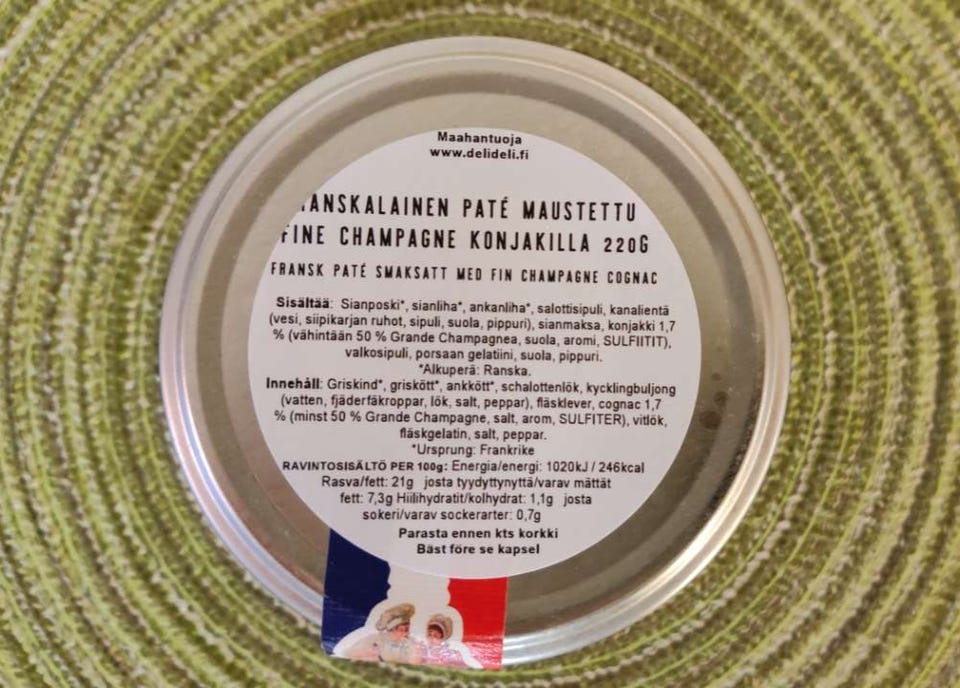 Maahantuoja
www.delideli.fi
ANSKALAINEN PATÉ MAUSTETTU
FINE CHAMPAGNE KONJAKILLA 220G
FRANSK PATÉ SMAKSATT MED FIN CHAMPAGNE COGNAC
Sisältää: Sianposki*, sianliha*, ankanliha*, salottisipuli, kanalientä
(vesi, siipikarjan ruhot, sipuli, suola, pippuri), sianmaksa, konjakki 1,7
% (vähintään 50 % Grande Champagnea, suola, aromi, SULFIITIT),
valkosipuli, porsaan gelatiini, suola, pippuri.
*Alkuperä: Ranska.
Innehåll: Griskind*, griskött*, ankkött*, schalottenlök, kycklingbuljong
(vatten, fjäderfäkroppar, lök, salt, peppar), fläsklever, cognac 1,7
% (minst 50 % Grande Champagne, salt, arom, SULFITER), vitlök,
fläskgelatin, salt, peppar.
*Ursprung: Frankrike
RAVINTOSISÄLTÖ PER 100g: Energia/energi: 1020kJ / 246kcal
Rasva/fett: 21g josta tyydyttynyttä/varav mättät
fett: 7,3g Hiilihydratit/kolhydrat: 1,1g josta
sokeri/varav sockerarter: 0,7g
Parasta ennen kts korkki
Bäst före se kapsel